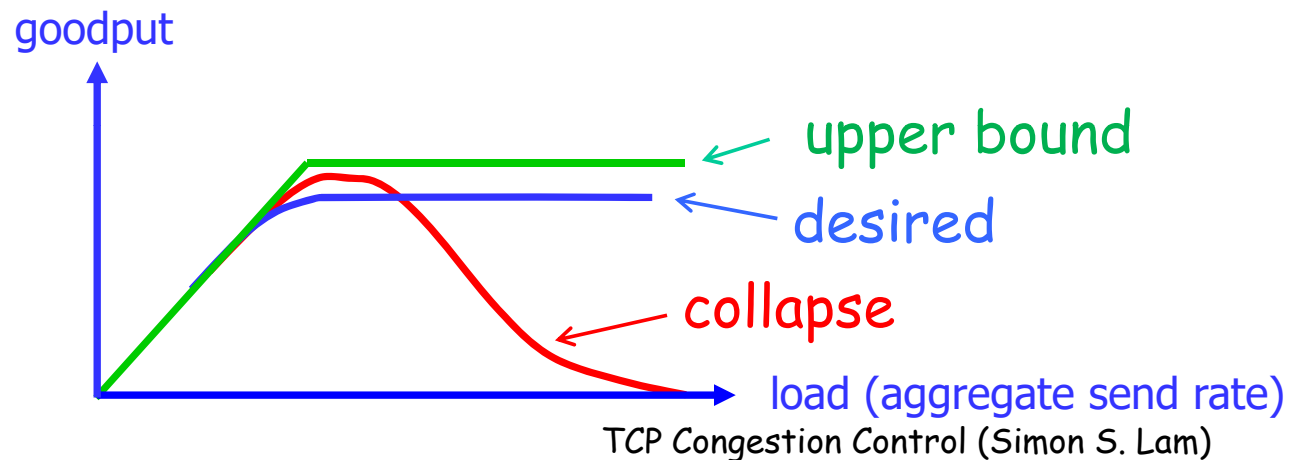 goodput
upper bound
desired
collapse
load (aggregate send rate)
TCP Congestion Control (Simon S. Lam)